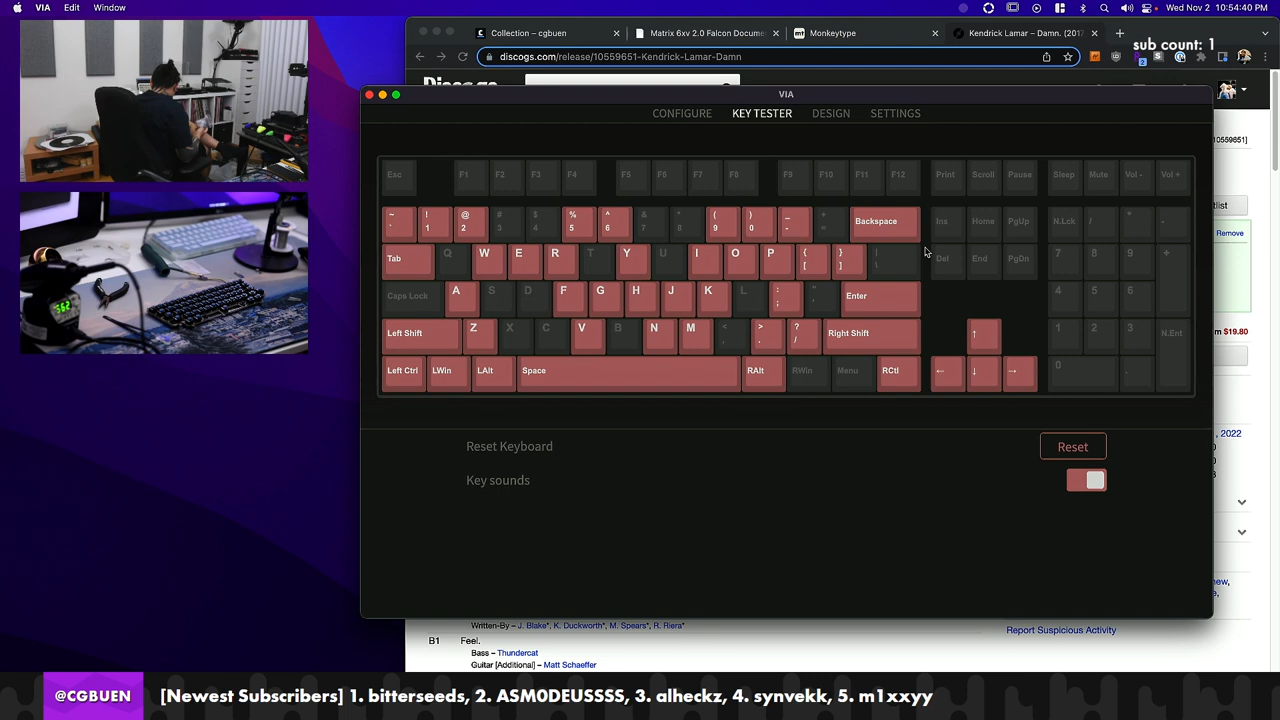 VIA Edit Window
Wed Nov 2 10:54:40 PM
Collection – cgbuen
Matrix 6xv 2.0 Falcon Docume
Monkeytype
Kendrick Lamar – Damn. (2017
sub count: 1
discogs.com/release/10559651-Kendrick-Lamar-Damn
VIA
CONFIGURE KEY TESTER DESIGN SETTINGS
10559651]
Esc F1 F2 F3 F4 F5 F6 F7 F8 F9 F10 F11 F12 Print Scroll Pause Sleep Mute Vol - Vol +
~ ! @ # $ % ^ & * ( ) _ + Backspace Ins Home PgUp N.Lck / * -
` 1 2 3 4 5 6 7 8 9 0 - =
Tab Q W E R T Y U I O P { } | Del End PgDn 7 8 9 +
[ ] \
Caps Lock A S D F G H J K L : " Enter 4 5 6
; '
Left Shift Z X C V B N M < > ? Right Shift ↑ 1 2 3 N.Ent
, . /
Left Ctrl LWin LAlt Space RAlt RWin Menu RCtl ← ↓ → 0 .
tlist
Remove
$19.80
, 2022
Reset Keyboard Reset
Key sounds
562
Written-By – J. Blake*, K. Duckworth*, M. Spears*, R. Riera*
B1 Feel.
Bass – Thundercat
Guitar [Additional] – Matt Schaeffer
Report Suspicious Activity
@CGBUEN [Newest Subscribers] 1. bitterseeds, 2. ASM0DEUSSSS, 3. alheckz, 4. synvekk, 5. m1xxyy